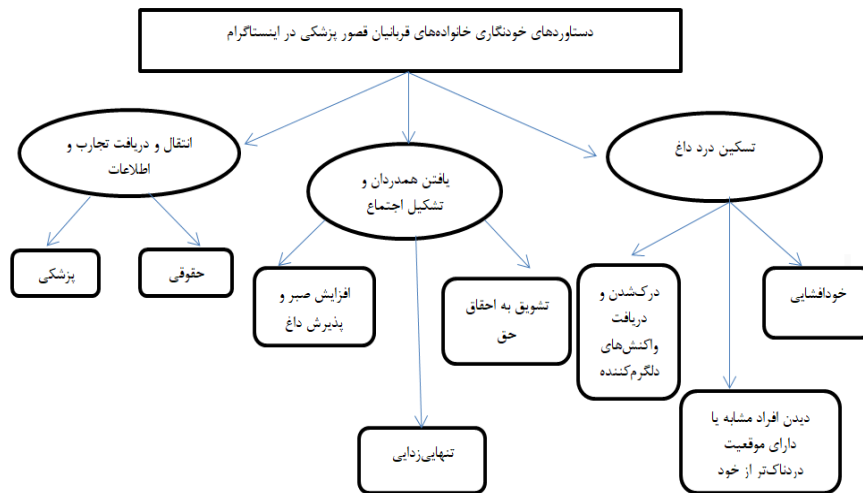 دستاوردهای خودنگاری خانواده‌های قربانیان قصور پزشکی در اینستاگرام
تسکین درد داغ
یافتن همدردان و
تشکیل اجتماع
انتقال و دریافت تجارب و
اطلاعات
خودافشایی
دیدن افراد مشابه یا
دارای موقعیت
دردناک‌تر از خود
درک‌شدن و
دریافت
واکنش‌های
دلگرم‌کننده
تشویق به احقاق
حق
تنهایی‌زدایی
افزایش صبر و
پذیرش داغ
حقوقی
پزشکی